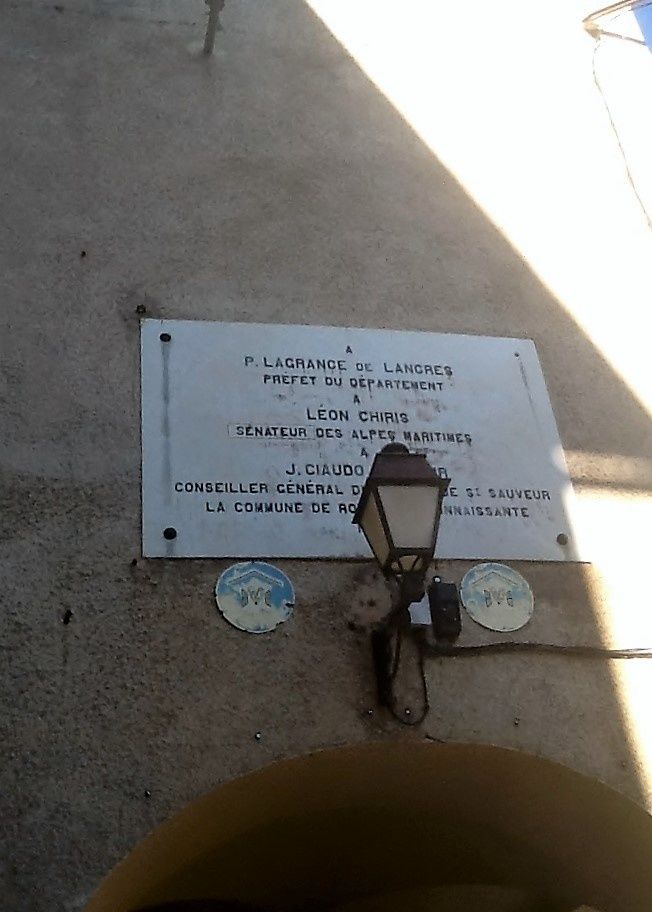 A
P. LAGRANGE DE LANGRES
PRÉFET DU DÉPARTEMENT
A
LÉON CHIRIS
SÉNATEUR DES ALPES MARITIMES
A
J. CIAUDO
CONSEILLER GÉNÉRAL DE ST SAUVEUR
LA COMMUNE DE